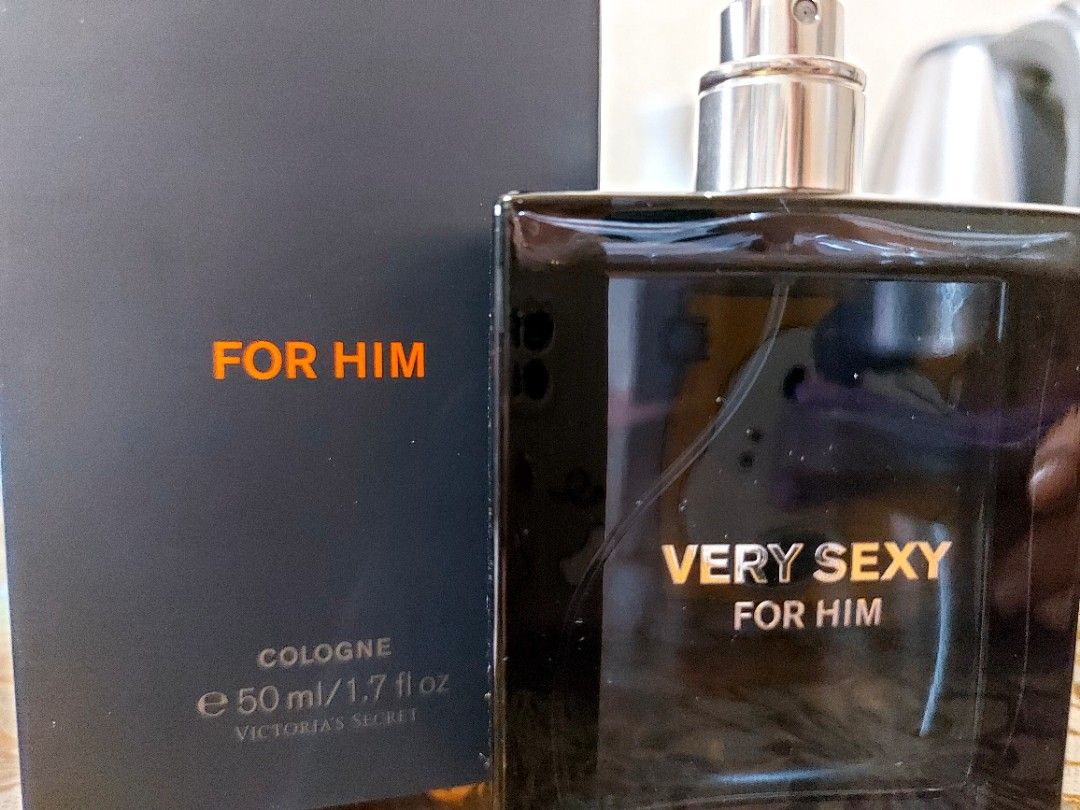 FOR HIM
COLOGNE
℮ 50 ml/1.7 fl oz
VICTORIA'S SECRET
VERY SEXY
FOR HIM